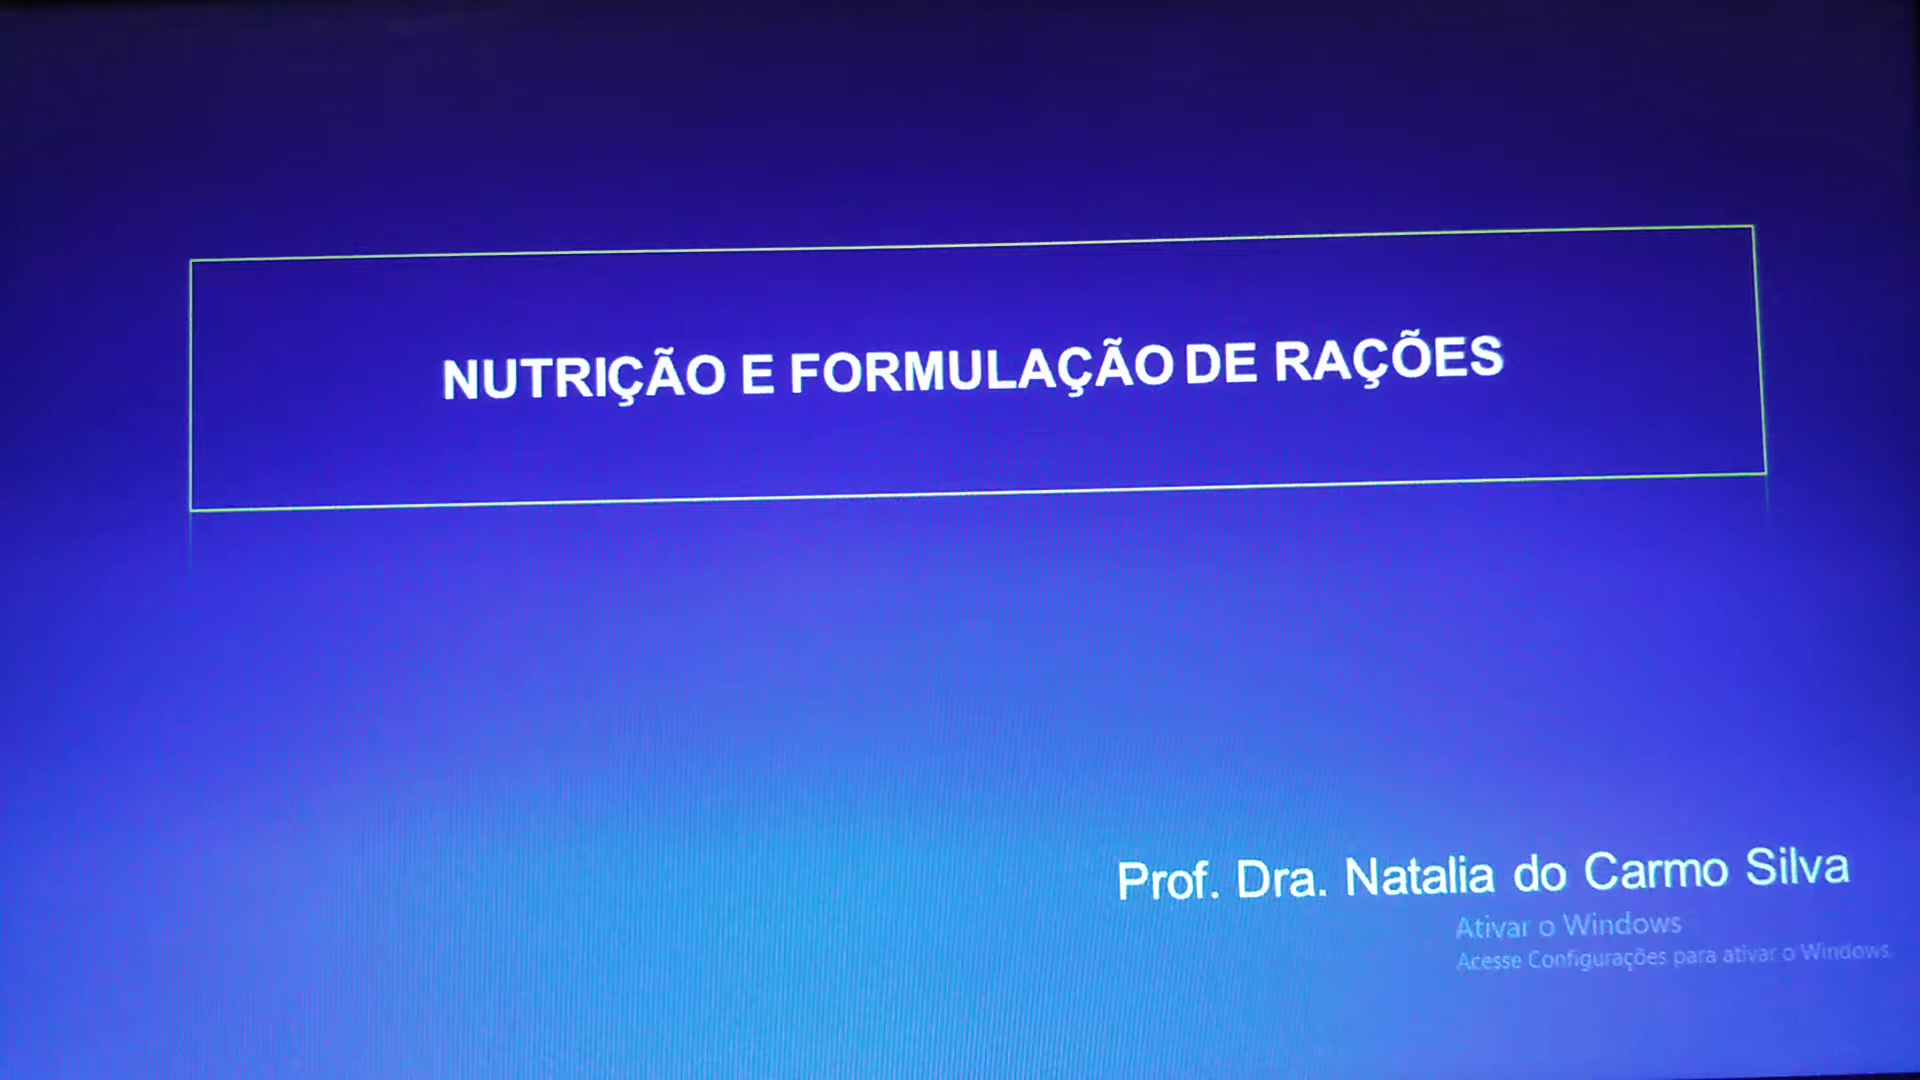 NUTRIÇÃO E FORMULAÇÃO DE RAÇÕES
Prof. Dra. Natalia do Carmo Silva
Ativar o Windows
Acesse Configurações para ativar o Windows.